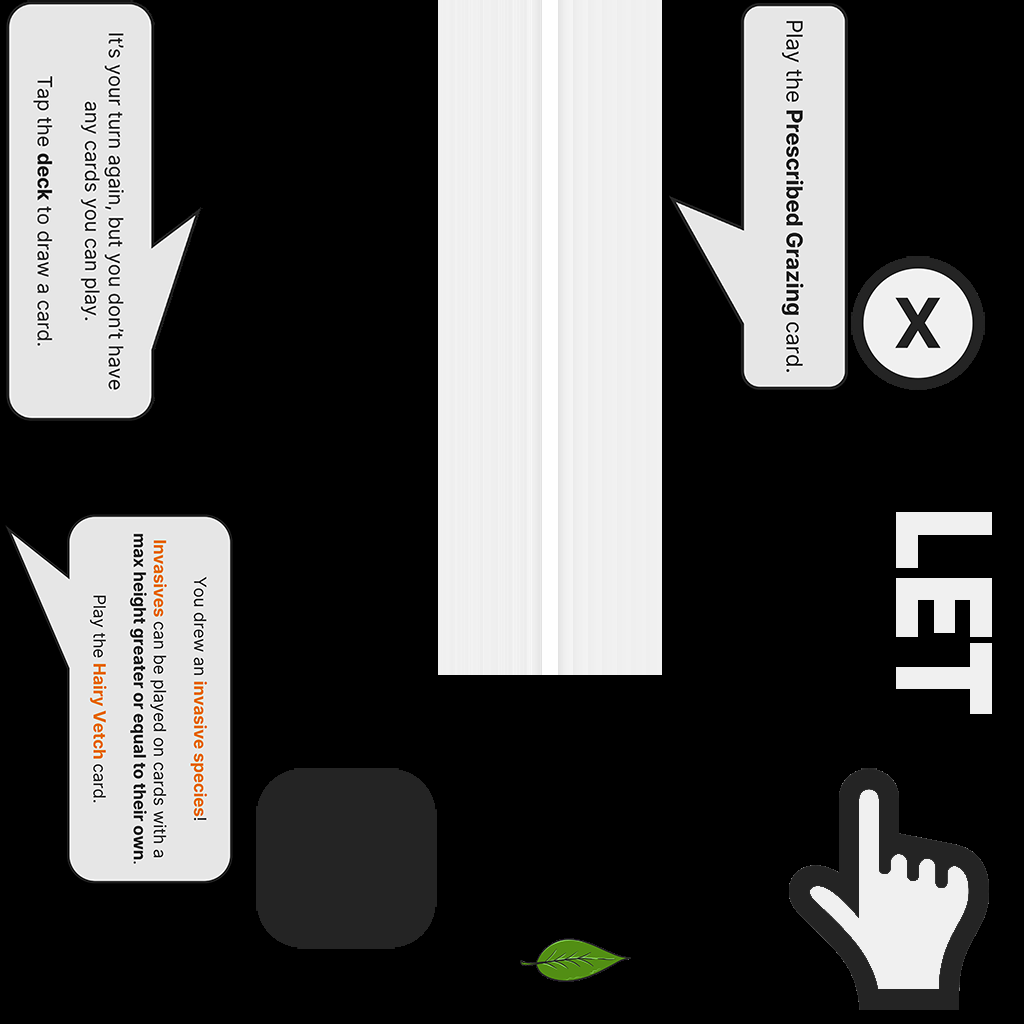 It's your turn again, but you don't have
any cards you can play.
Tap the deck to draw a card.
Play the Prescribed Grazing card.
X
You drew an invasive species!
Invasives can be played on cards with a
max height greater or equal to their own.
Play the Hairy Vetch card.
LET